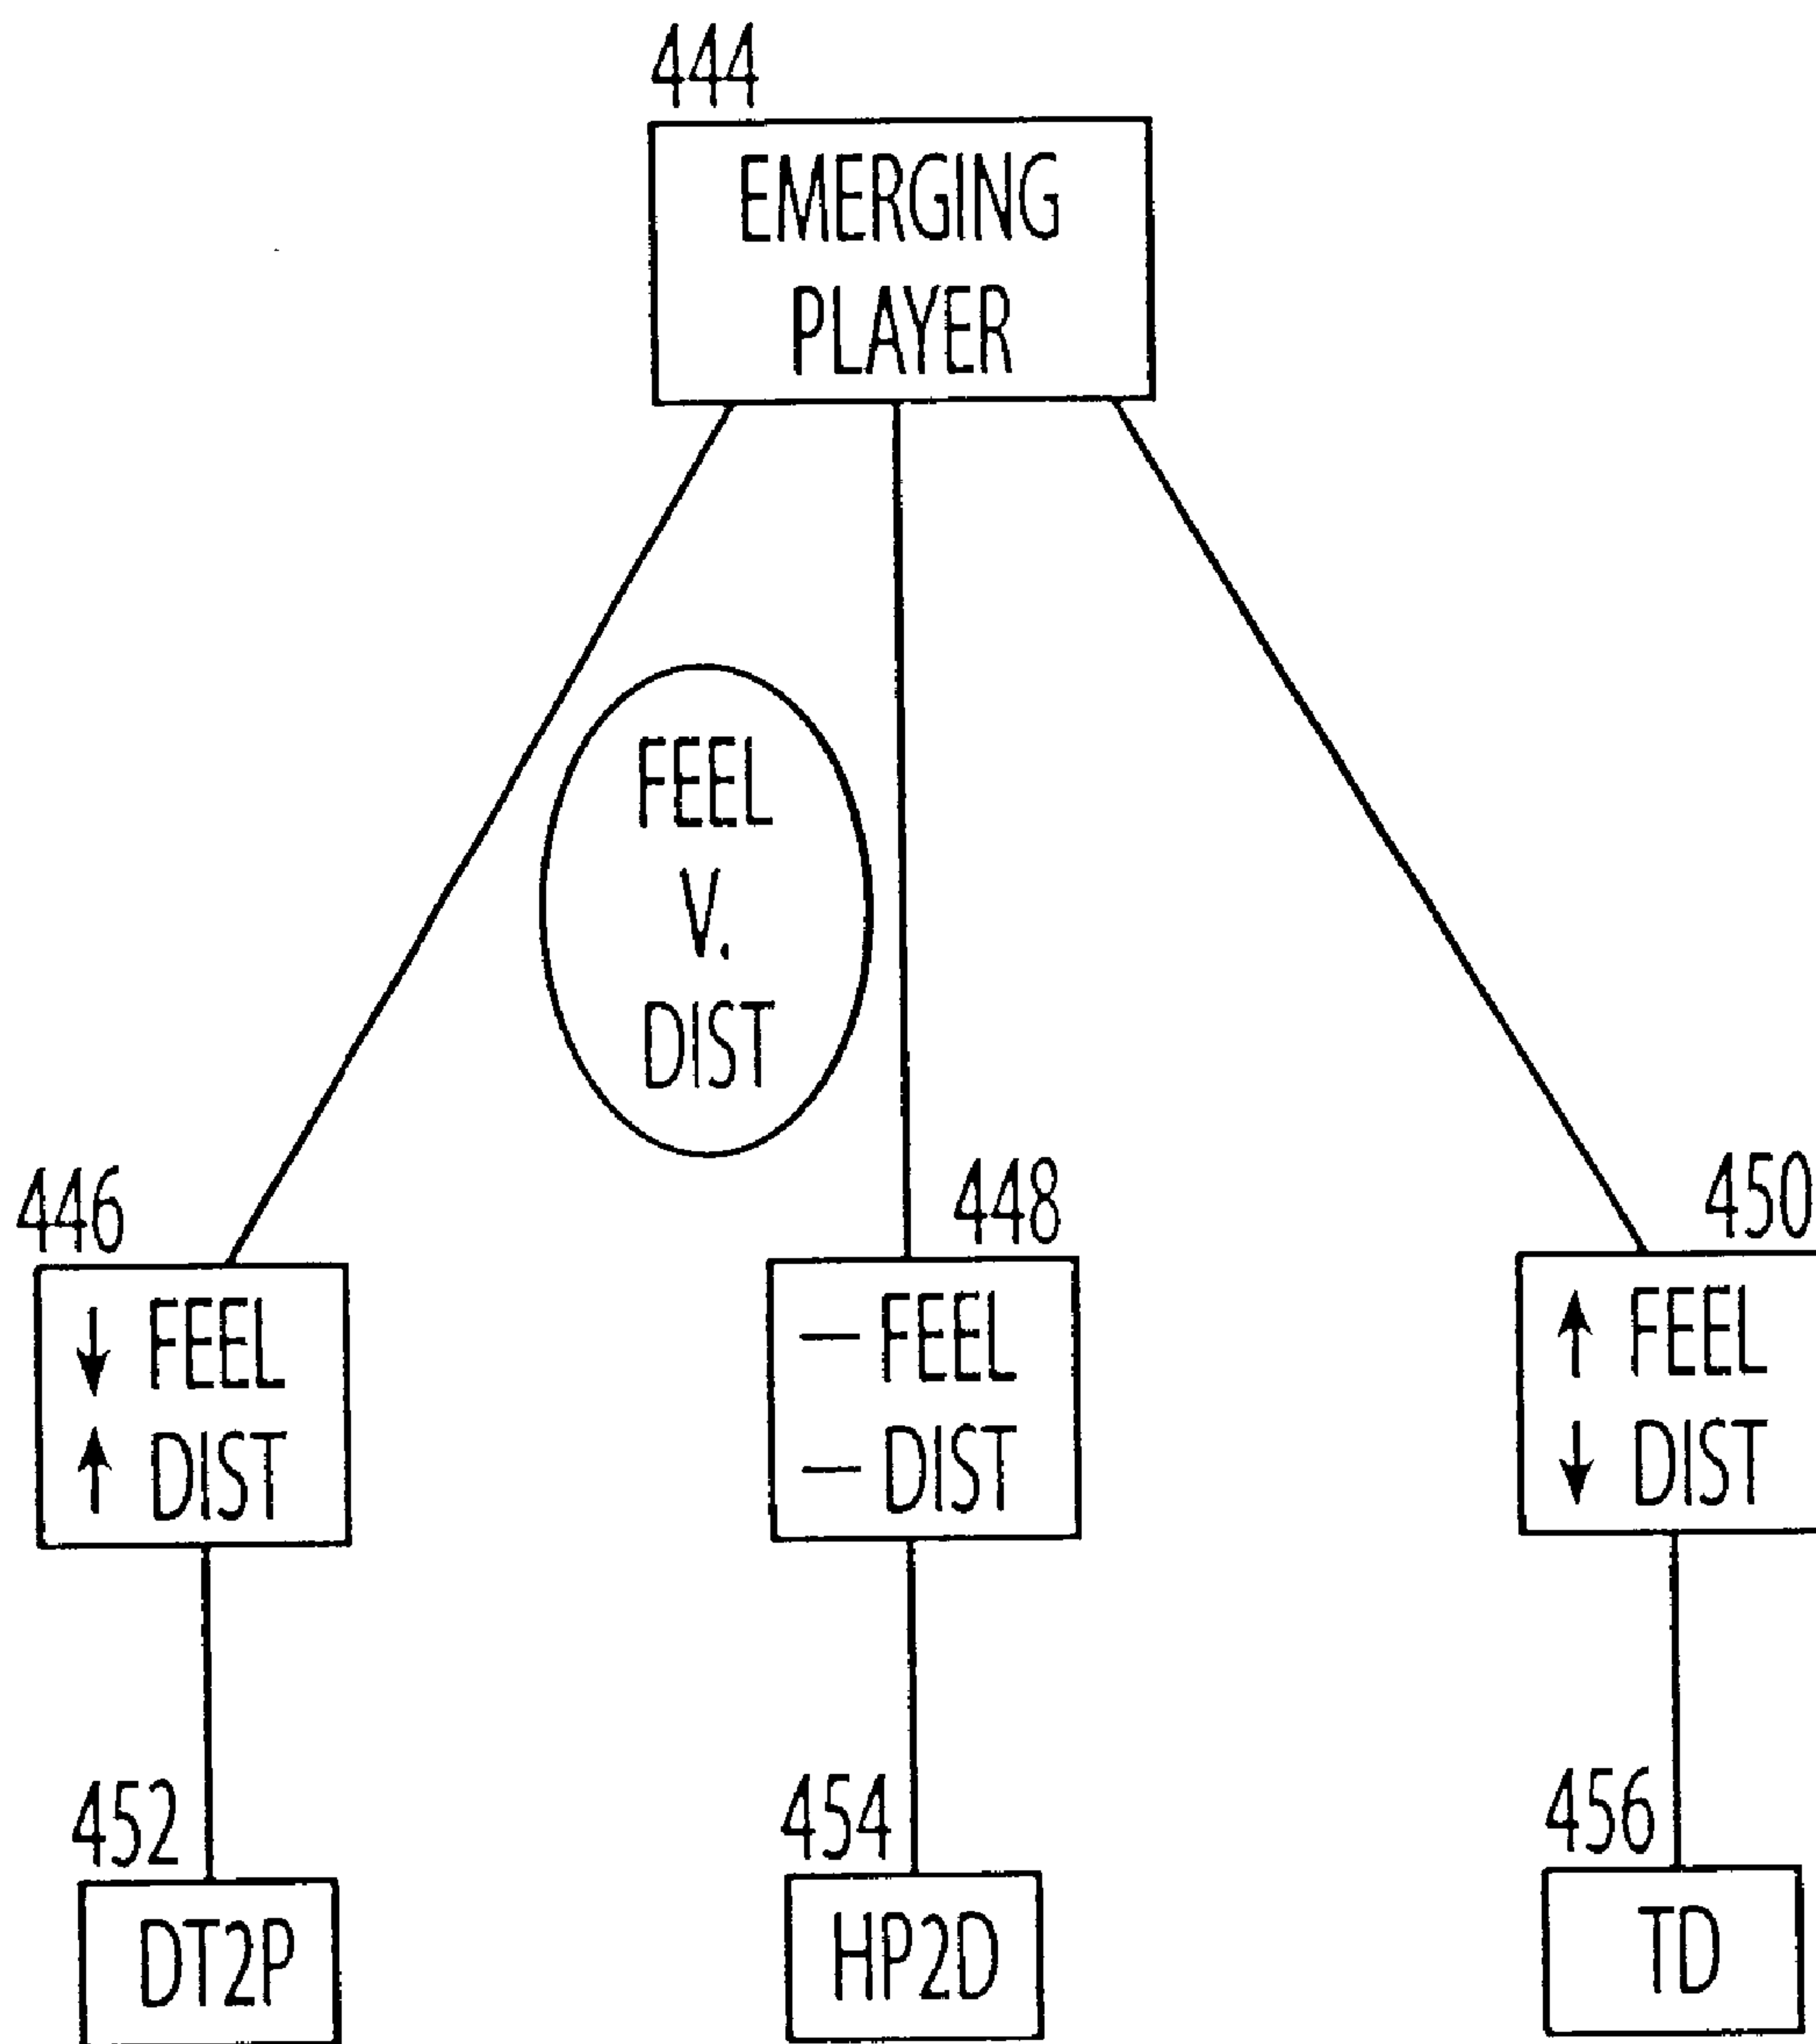 444
EMERGING
PLAYER
FEEL
V.
DIST
446
↓ FEEL
↑ DIST
448
— FEEL
— DIST
450
↑ FEEL
↓ DIST
452
DT2P
454
HP2D
456
TD